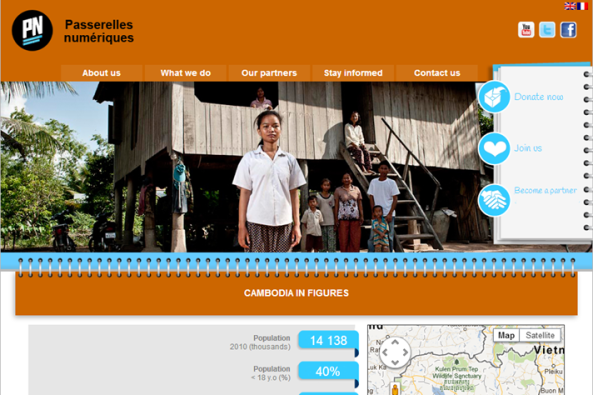 PN
Passerelles
numériques
You
Tube
About us
What we do
Our partners
Stay informed
Contact us
Donate now
Join us
Become a partner
CAMBODIA IN FIGURES
Population
2010 (thousands)
14 138
Population
< 18 y.o (%)
40%
Map
Satellite
Vietn
Kulen Prum Tep
Wildlife Sanctuary
Pleiku
Buon M